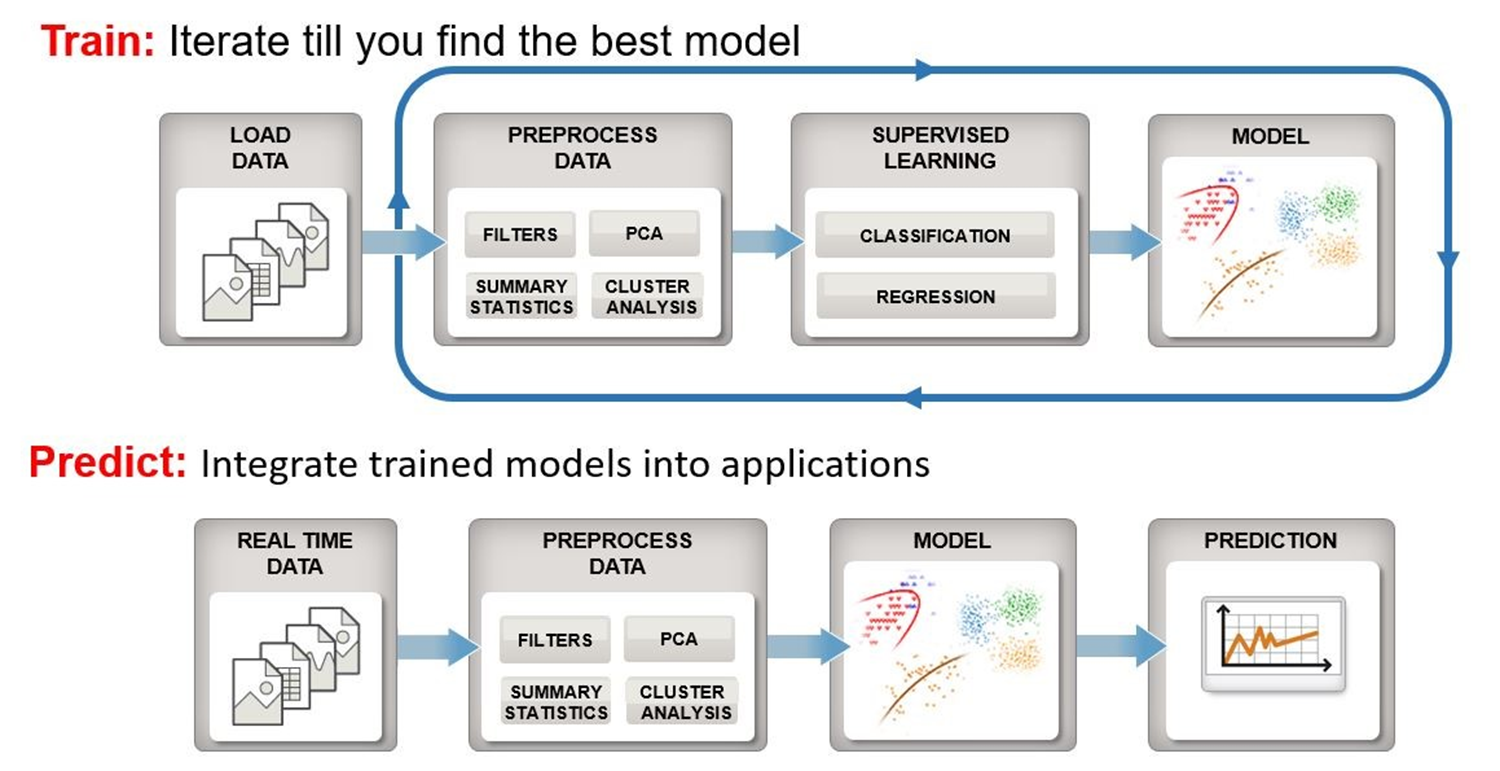 Train: Iterate till you find the best model
LOAD
DATA
PREPROCESS
DATA
FILTERS
PCA
SUMMARY
STATISTICS
CLUSTER
ANALYSIS
SUPERVISED
LEARNING
CLASSIFICATION
REGRESSION
MODEL
Predict: Integrate trained models into applications
REAL TIME
DATA
PREPROCESS
DATA
FILTERS
PCA
SUMMARY
STATISTICS
CLUSTER
ANALYSIS
MODEL
PREDICTION